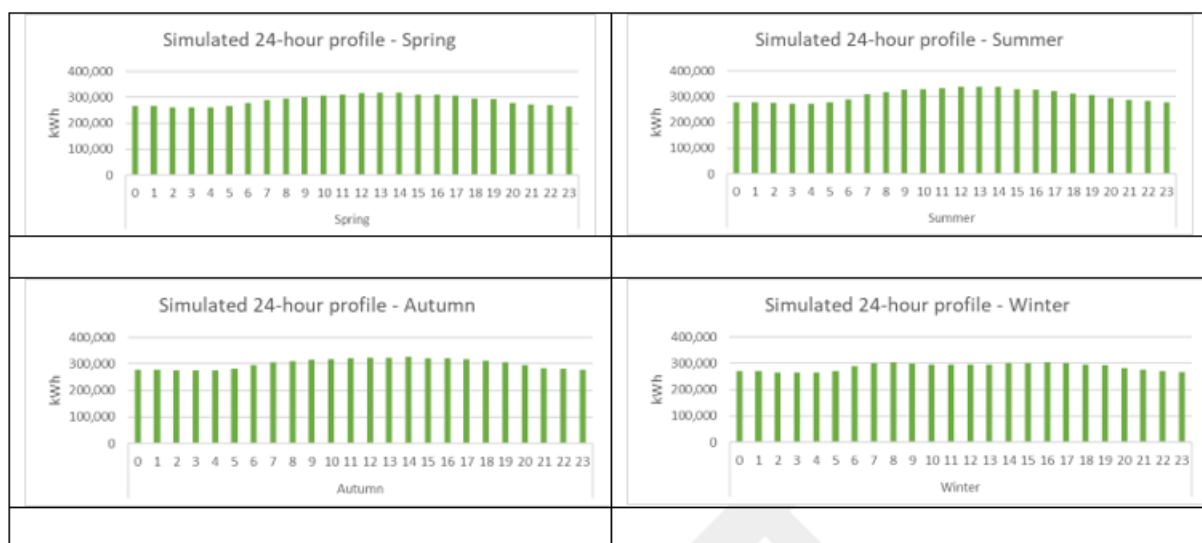 Simulated 24-hour profile - Spring
400,000
300,000
200,000
100,000
0
kWh
0 1 2 3 4 5 6 7 8 9 10 11 12 13 14 15 16 17 18 19 20 21 22 23
Spring
Simulated 24-hour profile - Summer
400,000
300,000
200,000
100,000
0
kWh
0 1 2 3 4 5 6 7 8 9 10 11 12 13 14 15 16 17 18 19 20 21 22 23
Summer
Simulated 24-hour profile - Autumn
400,000
300,000
200,000
100,000
0
kWh
0 1 2 3 4 5 6 7 8 9 10 11 12 13 14 15 16 17 18 19 20 21 22 23
Autumn
Simulated 24-hour profile - Winter
400,000
300,000
200,000
100,000
0
kWh
0 1 2 3 4 5 6 7 8 9 10 11 12 13 14 15 16 17 18 19 20 21 22 23
Winter